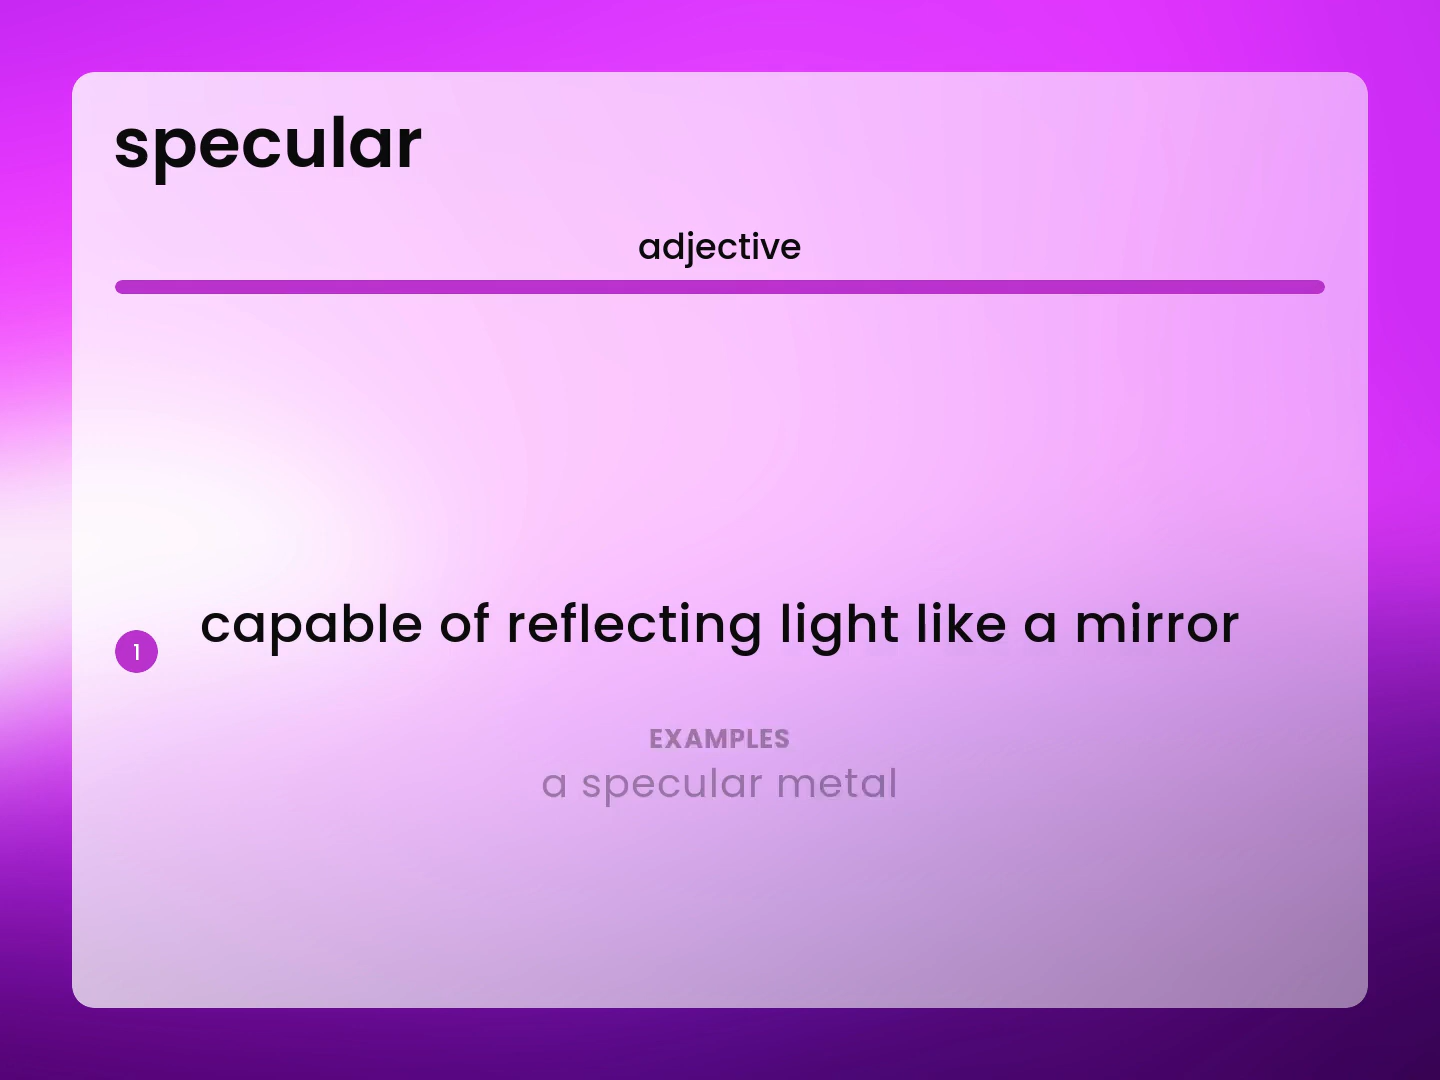 specular
adjective
1
capable of reflecting light like a mirror
EXAMPLES
a specular metal